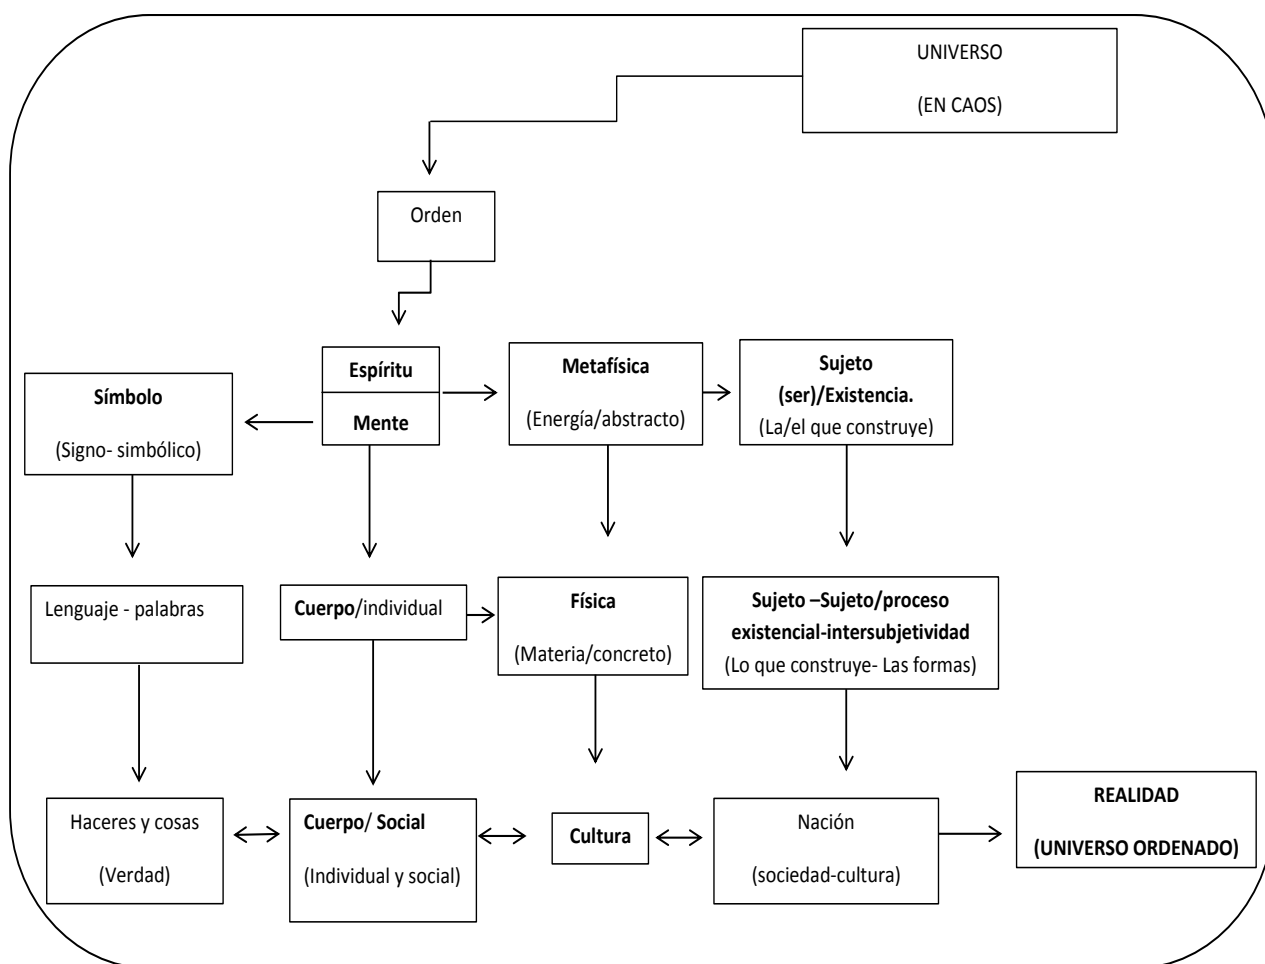 UNIVERSO
(EN CAOS)
Orden
Espíritu
Mente
Metafísica
(Energía/abstracto)
Sujeto
(ser)/Existencia.
(La/el que construye)
Símbolo
(Signo- simbólico)
Lenguaje - palabras
Cuerpo/individual
Física
(Materia/concreto)
Sujeto –Sujeto/proceso
existencial-intersubjetividad
(Lo que construye- Las formas)
Haceres y cosas
(Verdad)
Cuerpo/ Social
(Individual y social)
Cultura
Nación
(sociedad-cultura)
REALIDAD
(UNIVERSO ORDENADO)